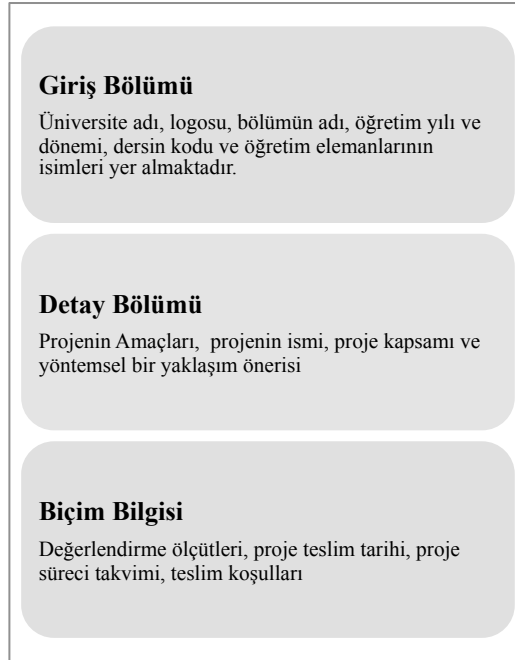 Giriş Bölümü
Üniversite adı, logosu, bölümün adı, öğretim yılı ve
dönemi, dersin kodu ve öğretim elemanlarının
isimleri yer almaktadır.
Detay Bölümü
Projenin Amaçları, projenin ismi, proje kapsamı ve
yöntemsel bir yaklaşım önerisi
Biçim Bilgisi
Değerlendirme ölçütleri, proje teslim tarihi, proje
süreci takvimi, teslim koşulları